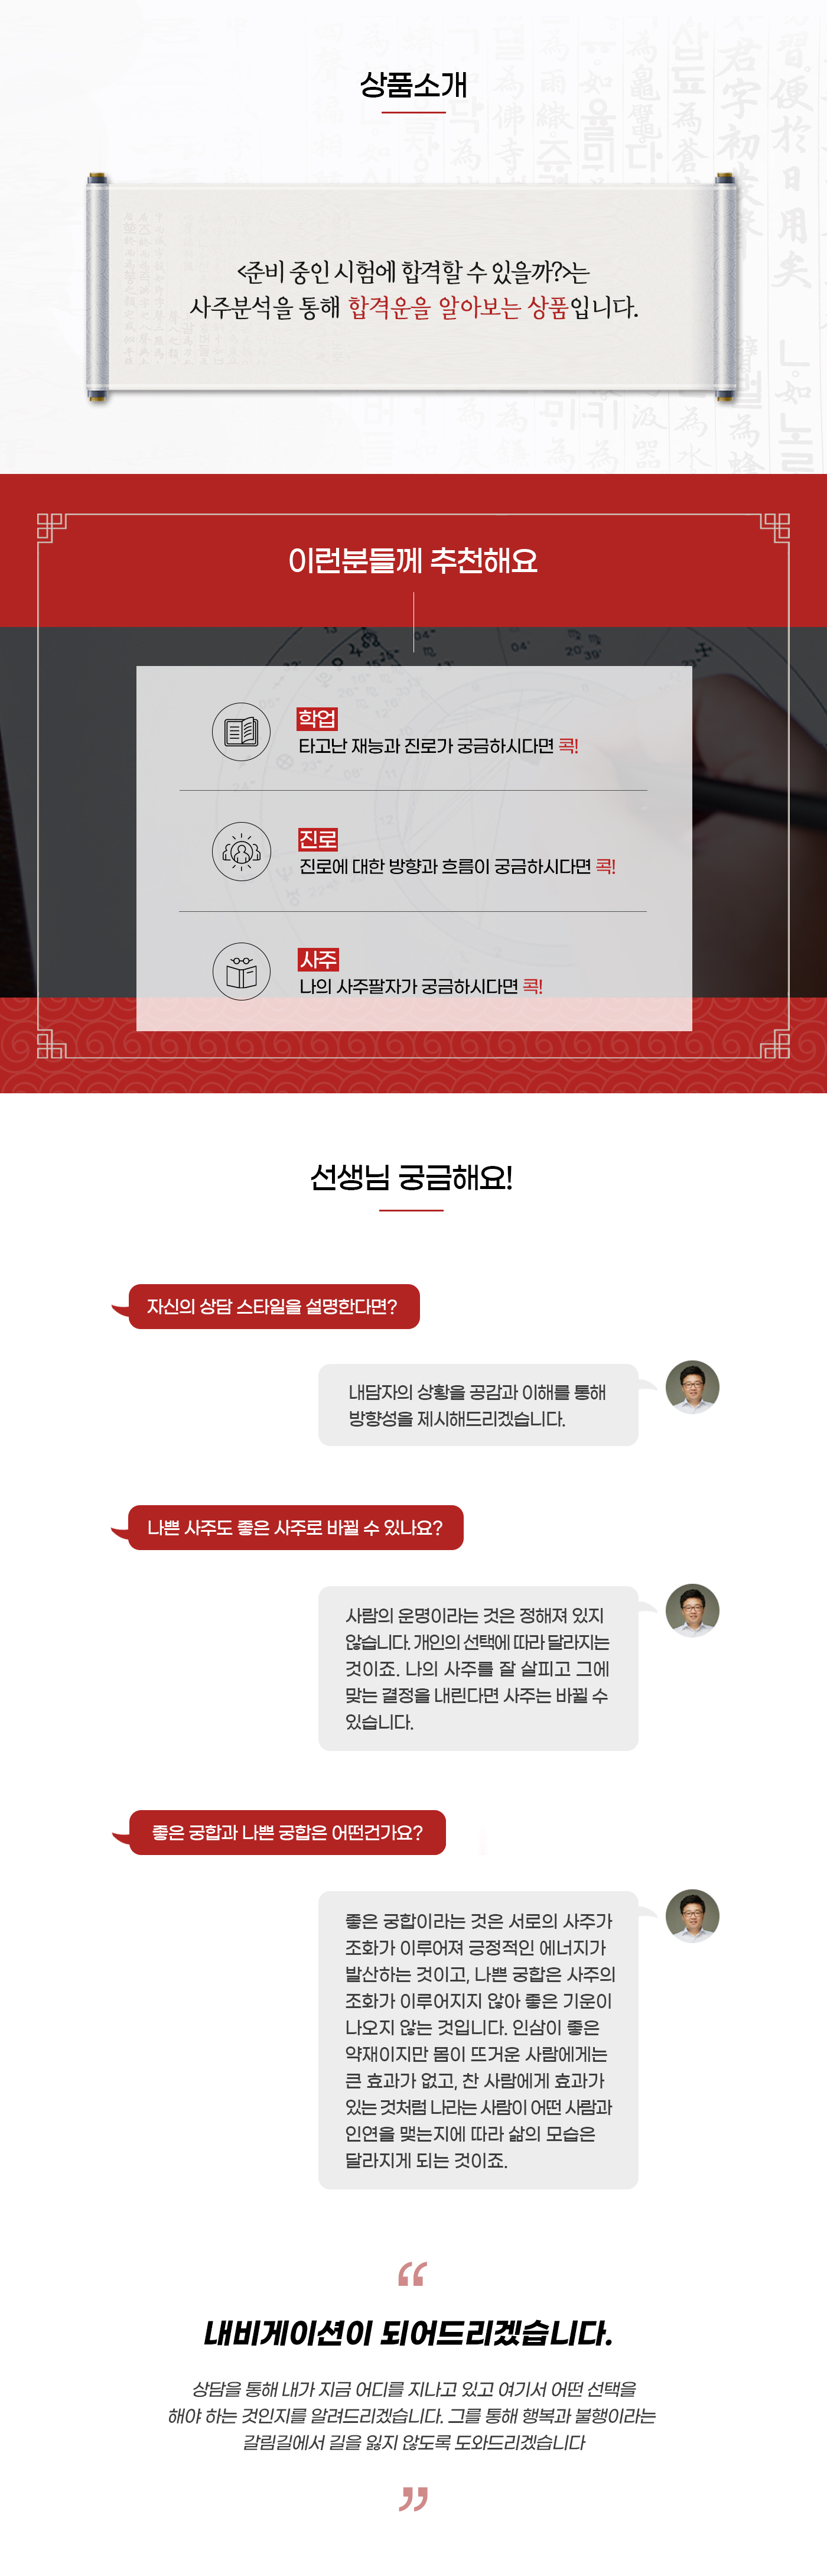 상품소개
<준비 중인 시험에 합격할 수 있을까?>는
사주분석을 통해 합격운을 알아보는 상품입니다.
이런분들께 추천해요
학업
타고난 재능과 진로가 궁금하시다면 콕!
진로
진로에 대한 방향과 흐름이 궁금하시다면 콕!
사주
나의 사주팔자가 궁금하시다면 콕!
선생님 궁금해요!
자신의 상담 스타일을 설명한다면?
내담자의 상황을 공감과 이해를 통해
방향성을 제시해드리겠습니다.
나쁜 사주도 좋은 사주로 바뀔 수 있나요?
사람의 운명이라는 것은 정해져 있지
않습니다. 개인의 선택에 따라 달라지는
것이죠. 나의 사주를 잘 살피고 그에
맞는 결정을 내린다면 사주는 바뀔 수
있습니다.
좋은 궁합과 나쁜 궁합은 어떤건가요?
좋은 궁합이라는 것은 서로의 사주가
조화가 이루어져 긍정적인 에너지가
발산하는 것이고, 나쁜 궁합은 사주의
조화가 이루어지지 않아 좋은 기운이
나오지 않는 것입니다. 인삼이 좋은
약재이지만 몸이 뜨거운 사람에게는
큰 효과가 없고, 찬 사람에게 효과가
있는 것처럼 나라는 사람이 어떤 사람과
인연을 맺는지에 따라 삶의 모습은
달라지게 되는 것이죠.
“
내비게이션이 되어드리겠습니다.
상담을 통해 내가 지금 어디를 지나고 있고 여기서 어떤 선택을
해야 하는 것인지를 알려드리겠습니다. 그를 통해 행복과 불행이라는
갈림길에서 길을 잃지 않도록 도와드리겠습니다
”